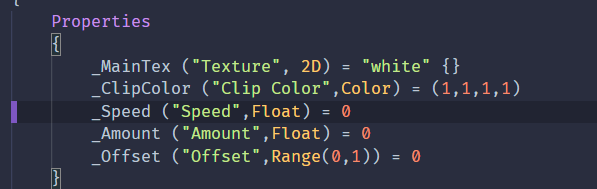 {
Properties
{
_MainTex ("Texture", 2D) = "white" {}
_ClipColor ("Clip Color",Color) = (1,1,1,1)
_Speed ("Speed",Float) = 0
_Amount ("Amount",Float) = 0
_Offset ("Offset",Range(0,1)) = 0
}